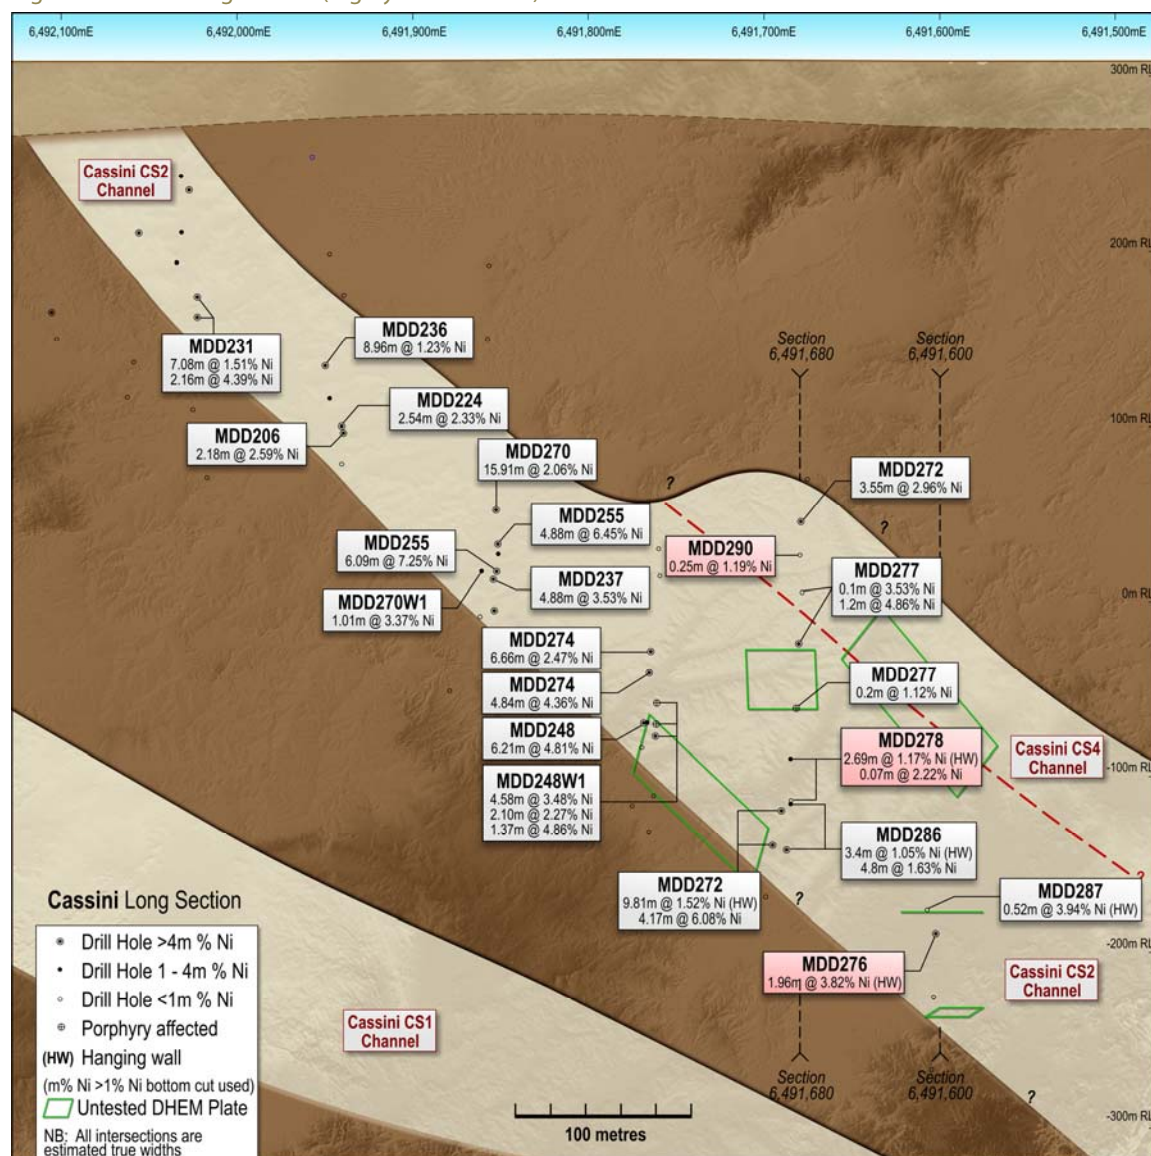 6,492,100mE 6,492,000mE 6,491,900mE 6,491,800mE 6,491,700mE 6,491,600mE 6,491,500mE
300m RL
Cassini CS2
Channel
200m RL
MDD231
7.08m @ 1.51% Ni
2.16m @ 4.39% Ni
MDD236
8.96m @ 1.23% Ni
Section
6,491,680
Section
6,491,600
MDD224
2.54m @ 2.33% Ni
100m RL
MDD206
2.18m @ 2.59% Ni
MDD270
15.91m @ 2.06% Ni
MDD272
3.55m @ 2.96% Ni
?
?
MDD255
4.88m @ 6.45% Ni
MDD255
6.09m @ 7.25% Ni
MDD290
0.25m @ 1.19% Ni
MDD237
4.88m @ 3.53% Ni
MDD277
0.1m @ 3.53% Ni
1.2m @ 4.86% Ni
0m RL
MDD270W1
1.01m @ 3.37% Ni
MDD274
6.66m @ 2.47% Ni
MDD274
4.84m @ 4.36% Ni
MDD277
0.2m @ 1.12% Ni
MDD248
6.21m @ 4.81% Ni
MDD278
2.69m @ 1.17% Ni (HW)
0.07m @ 2.22% Ni
Cassini CS4
Channel
-100m RL
MDD248W1
4.58m @ 3.48% Ni
2.10m @ 2.27% Ni
1.37m @ 4.86% Ni
MDD286
3.4m @ 1.05% Ni (HW)
4.8m @ 1.63% Ni
?
MDD272
9.81m @ 1.52% Ni (HW)
4.17m @ 6.08% Ni
?
MDD287
0.52m @ 3.94% Ni (HW)
-200m RL
MDD276
1.96m @ 3.82% Ni (HW)
Cassini CS2
Channel
Cassini CS1
Channel
Section
6,491,680
Section
6,491,600
?
-300m RL
100 metres
Cassini Long Section
Drill Hole >4m % Ni
Drill Hole 1 - 4m % Ni
Drill Hole <1m % Ni
Porphyry affected
(HW) Hanging wall
(m% Ni >1% Ni bottom cut used)
Untested DHEM Plate
NB: All intersections are
estimated true widths